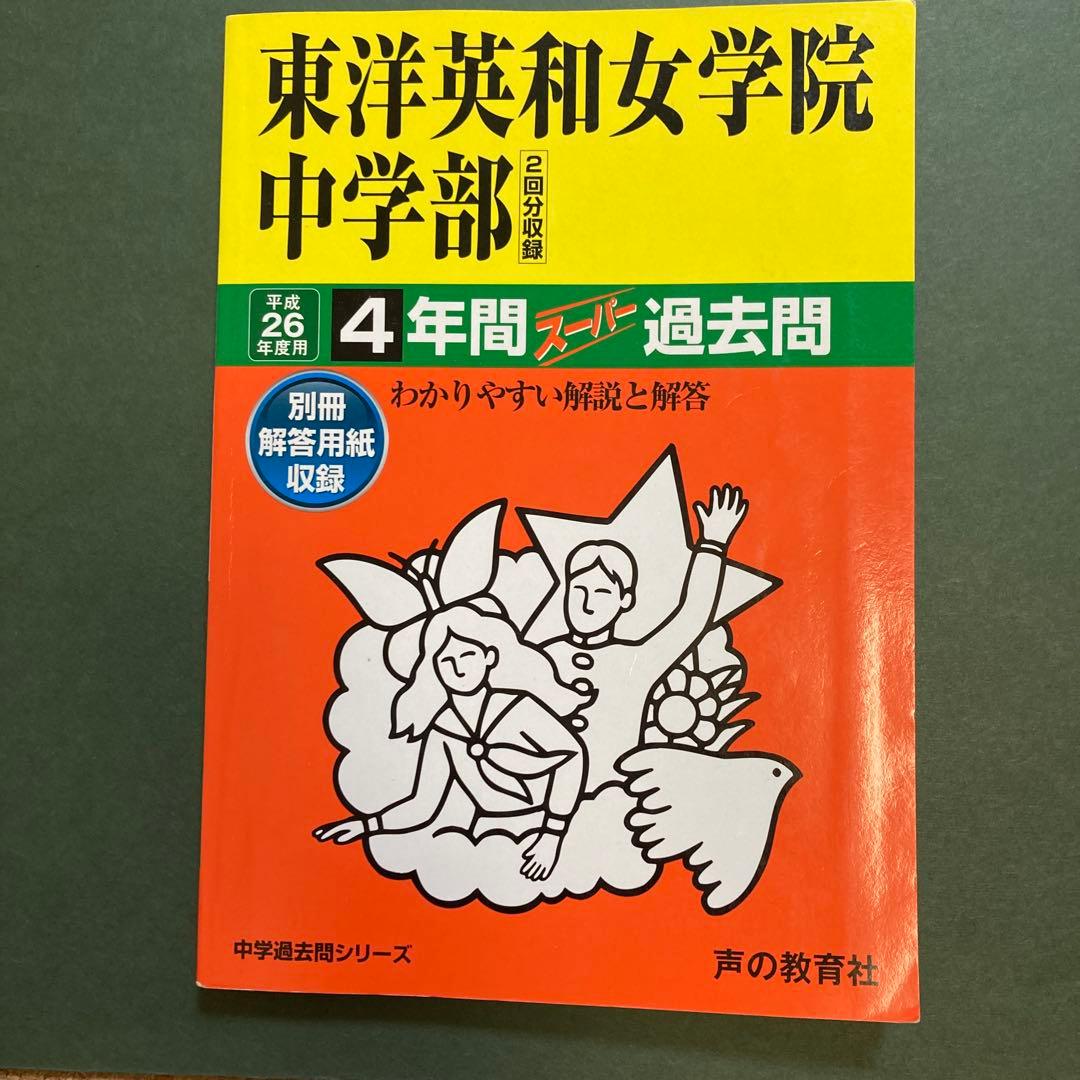 東洋英和女学院
中学部
2回分収録
平成
26
年度用
4年間スーパー過去問
わかりやすい解説と解答
別冊
解答用紙
収録
中学過去問シリーズ
声の教育社